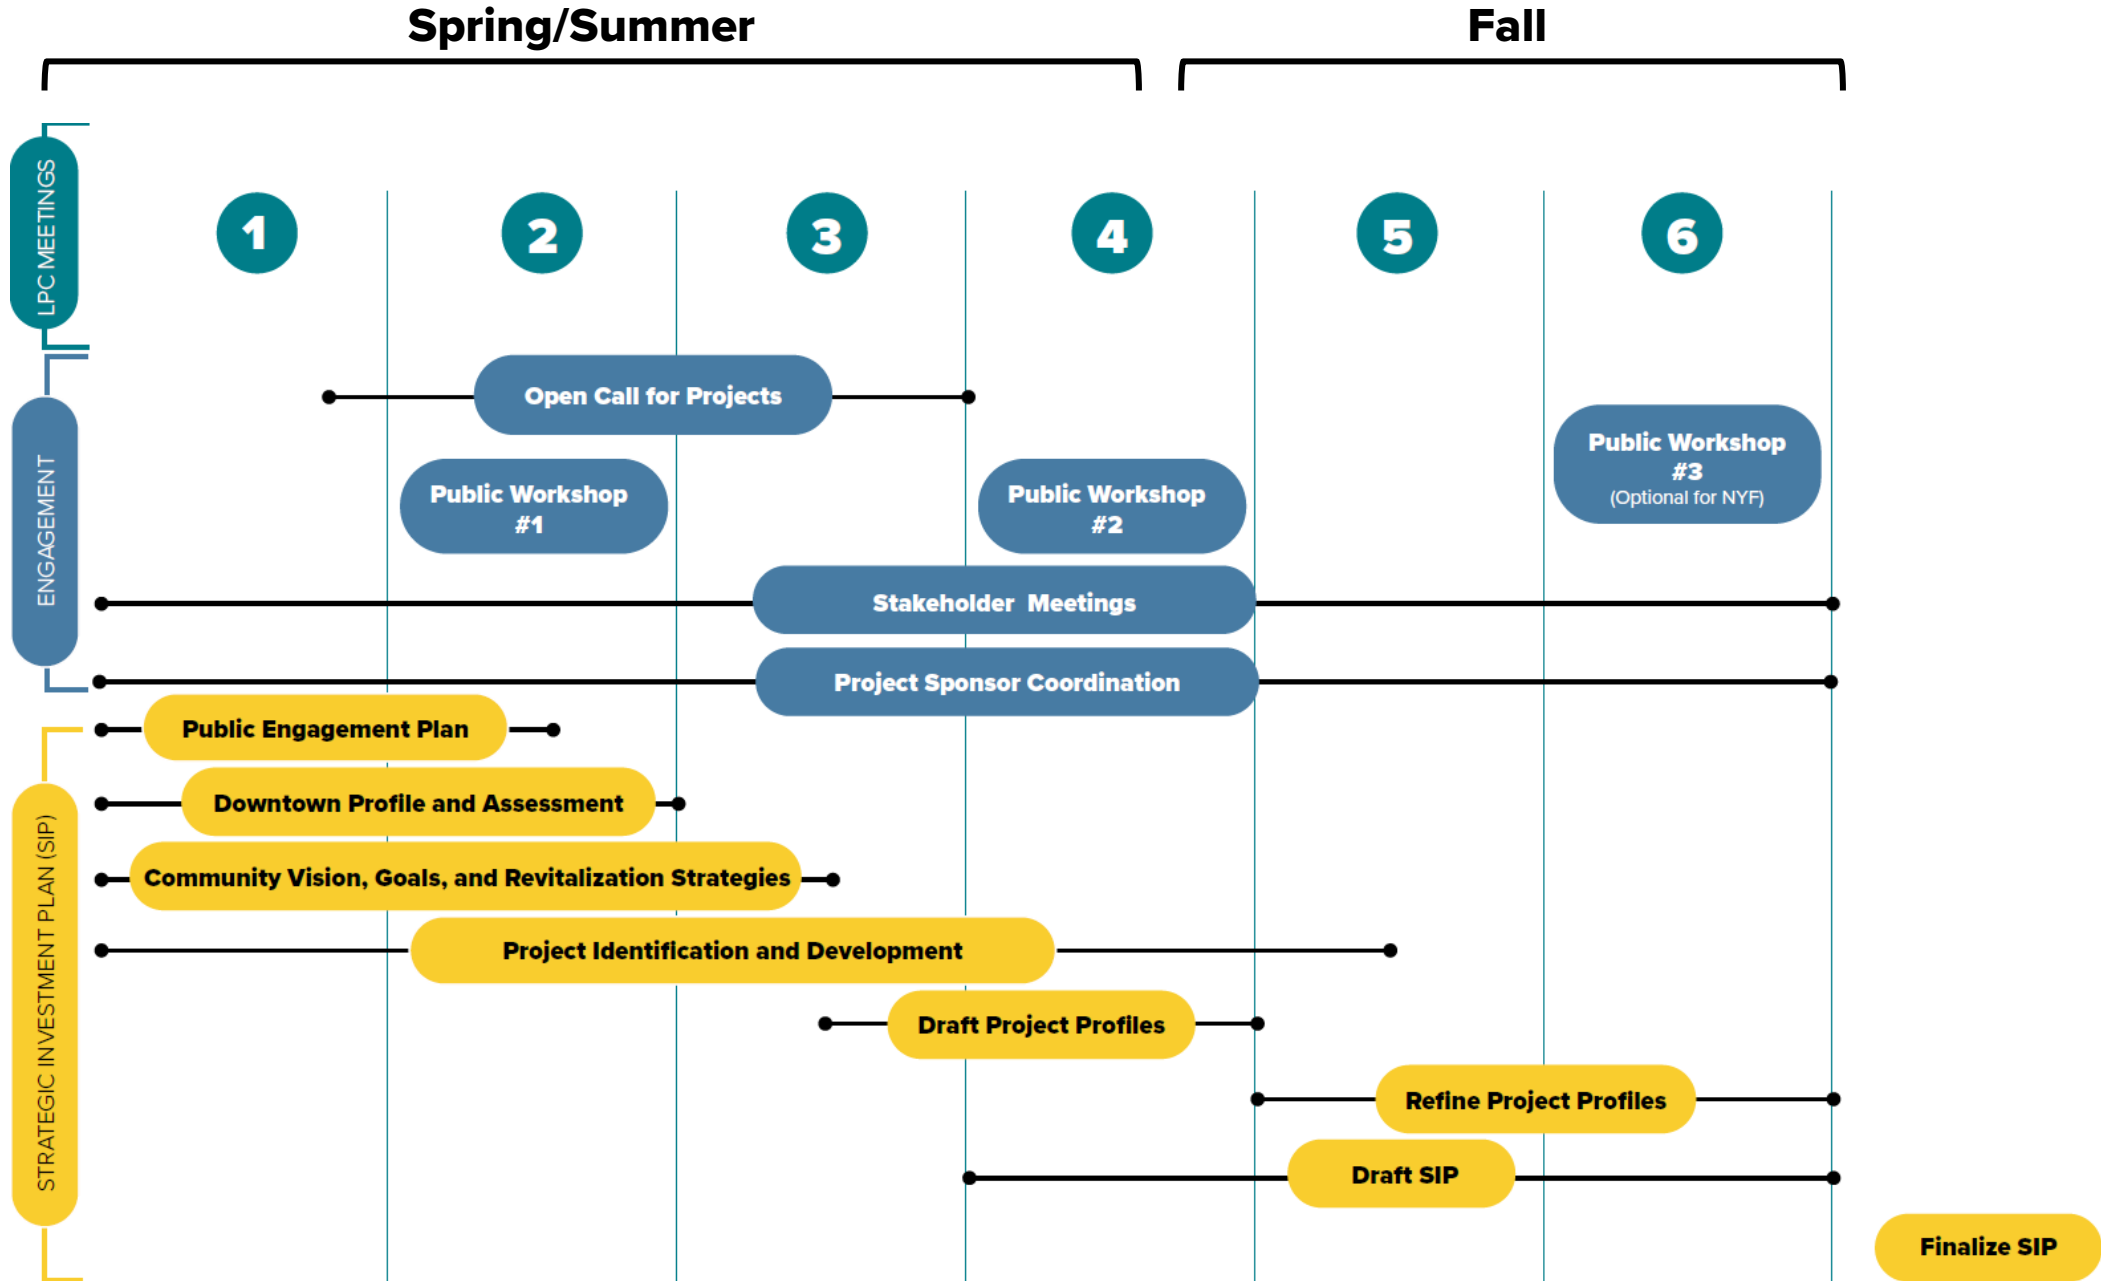 Spring/Summer
Fall
LPC MEETINGS
1
2
3
4
5
6
ENGAGEMENT
Open Call for Projects
Public Workshop
#1
Public Workshop
#2
Public Workshop
#3
(Optional for NYF)
Stakeholder Meetings
Project Sponsor Coordination
STRATEGIC INVESTMENT PLAN (SIP)
Public Engagement Plan
Downtown Profile and Assessment
Community Vision, Goals, and Revitalization Strategies
Project Identification and Development
Draft Project Profiles
Refine Project Profiles
Draft SIP
Finalize SIP